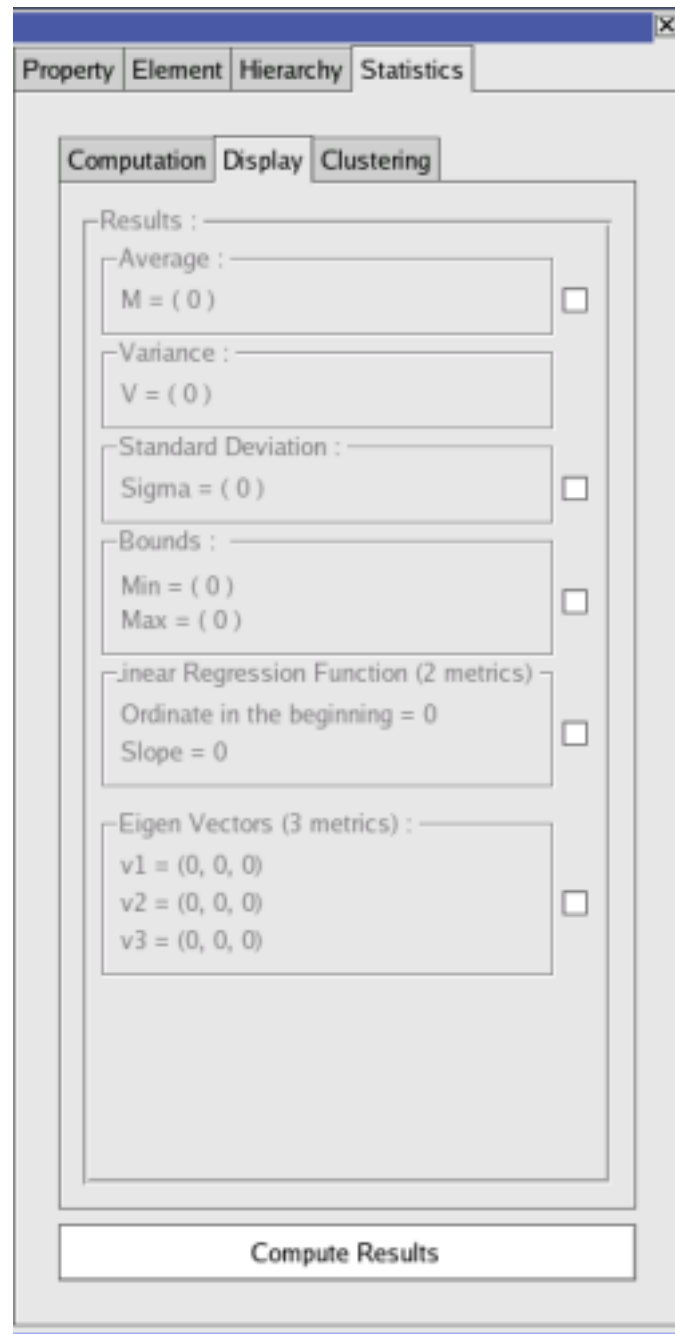 Property Element Hierarchy Statistics
Computation Display Clustering
Results :
Average :
M = ( 0 )
Variance :
V = ( 0 )
Standard Deviation :
Sigma = ( 0 )
Bounds :
Min = ( 0 )
Max = ( 0 )
inear Regression Function (2 metrics)
Ordinate in the beginning = 0
Slope = 0
Eigen Vectors (3 metrics) :
v1 = (0, 0, 0)
v2 = (0, 0, 0)
v3 = (0, 0, 0)
Compute Results